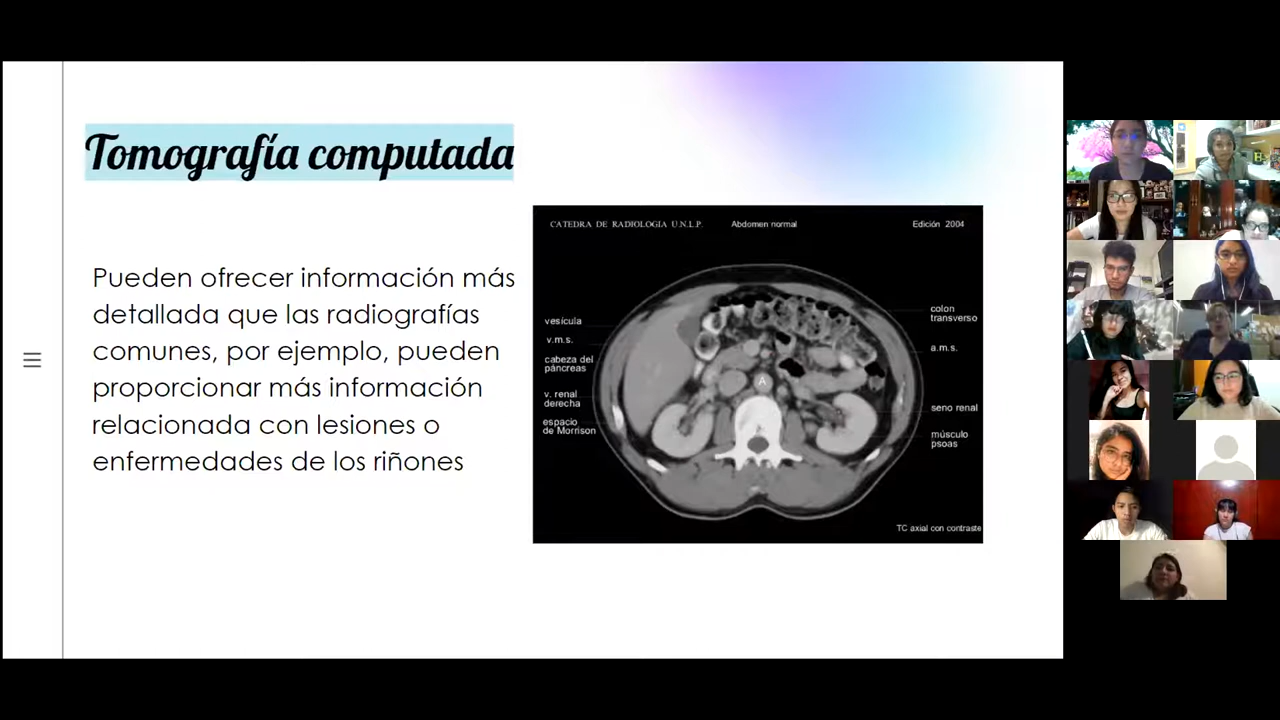 Tomografía computada
Pueden ofrecer información más
detallada que las radiografías
comunes, por ejemplo, pueden
proporcionar más información
relacionada con lesiones o
enfermedades de los riñones
CATEDRA DE RADIOLOGIA U.N.L.P.
Abdomen normal
Edición 2004
vesícula
v.m.s.
cabeza del
páncreas
v. renal
derecha
espacio
de Morrison
A
colon
transverso
a.m.s.
seno renal
músculo
psoas
TC axial con contraste